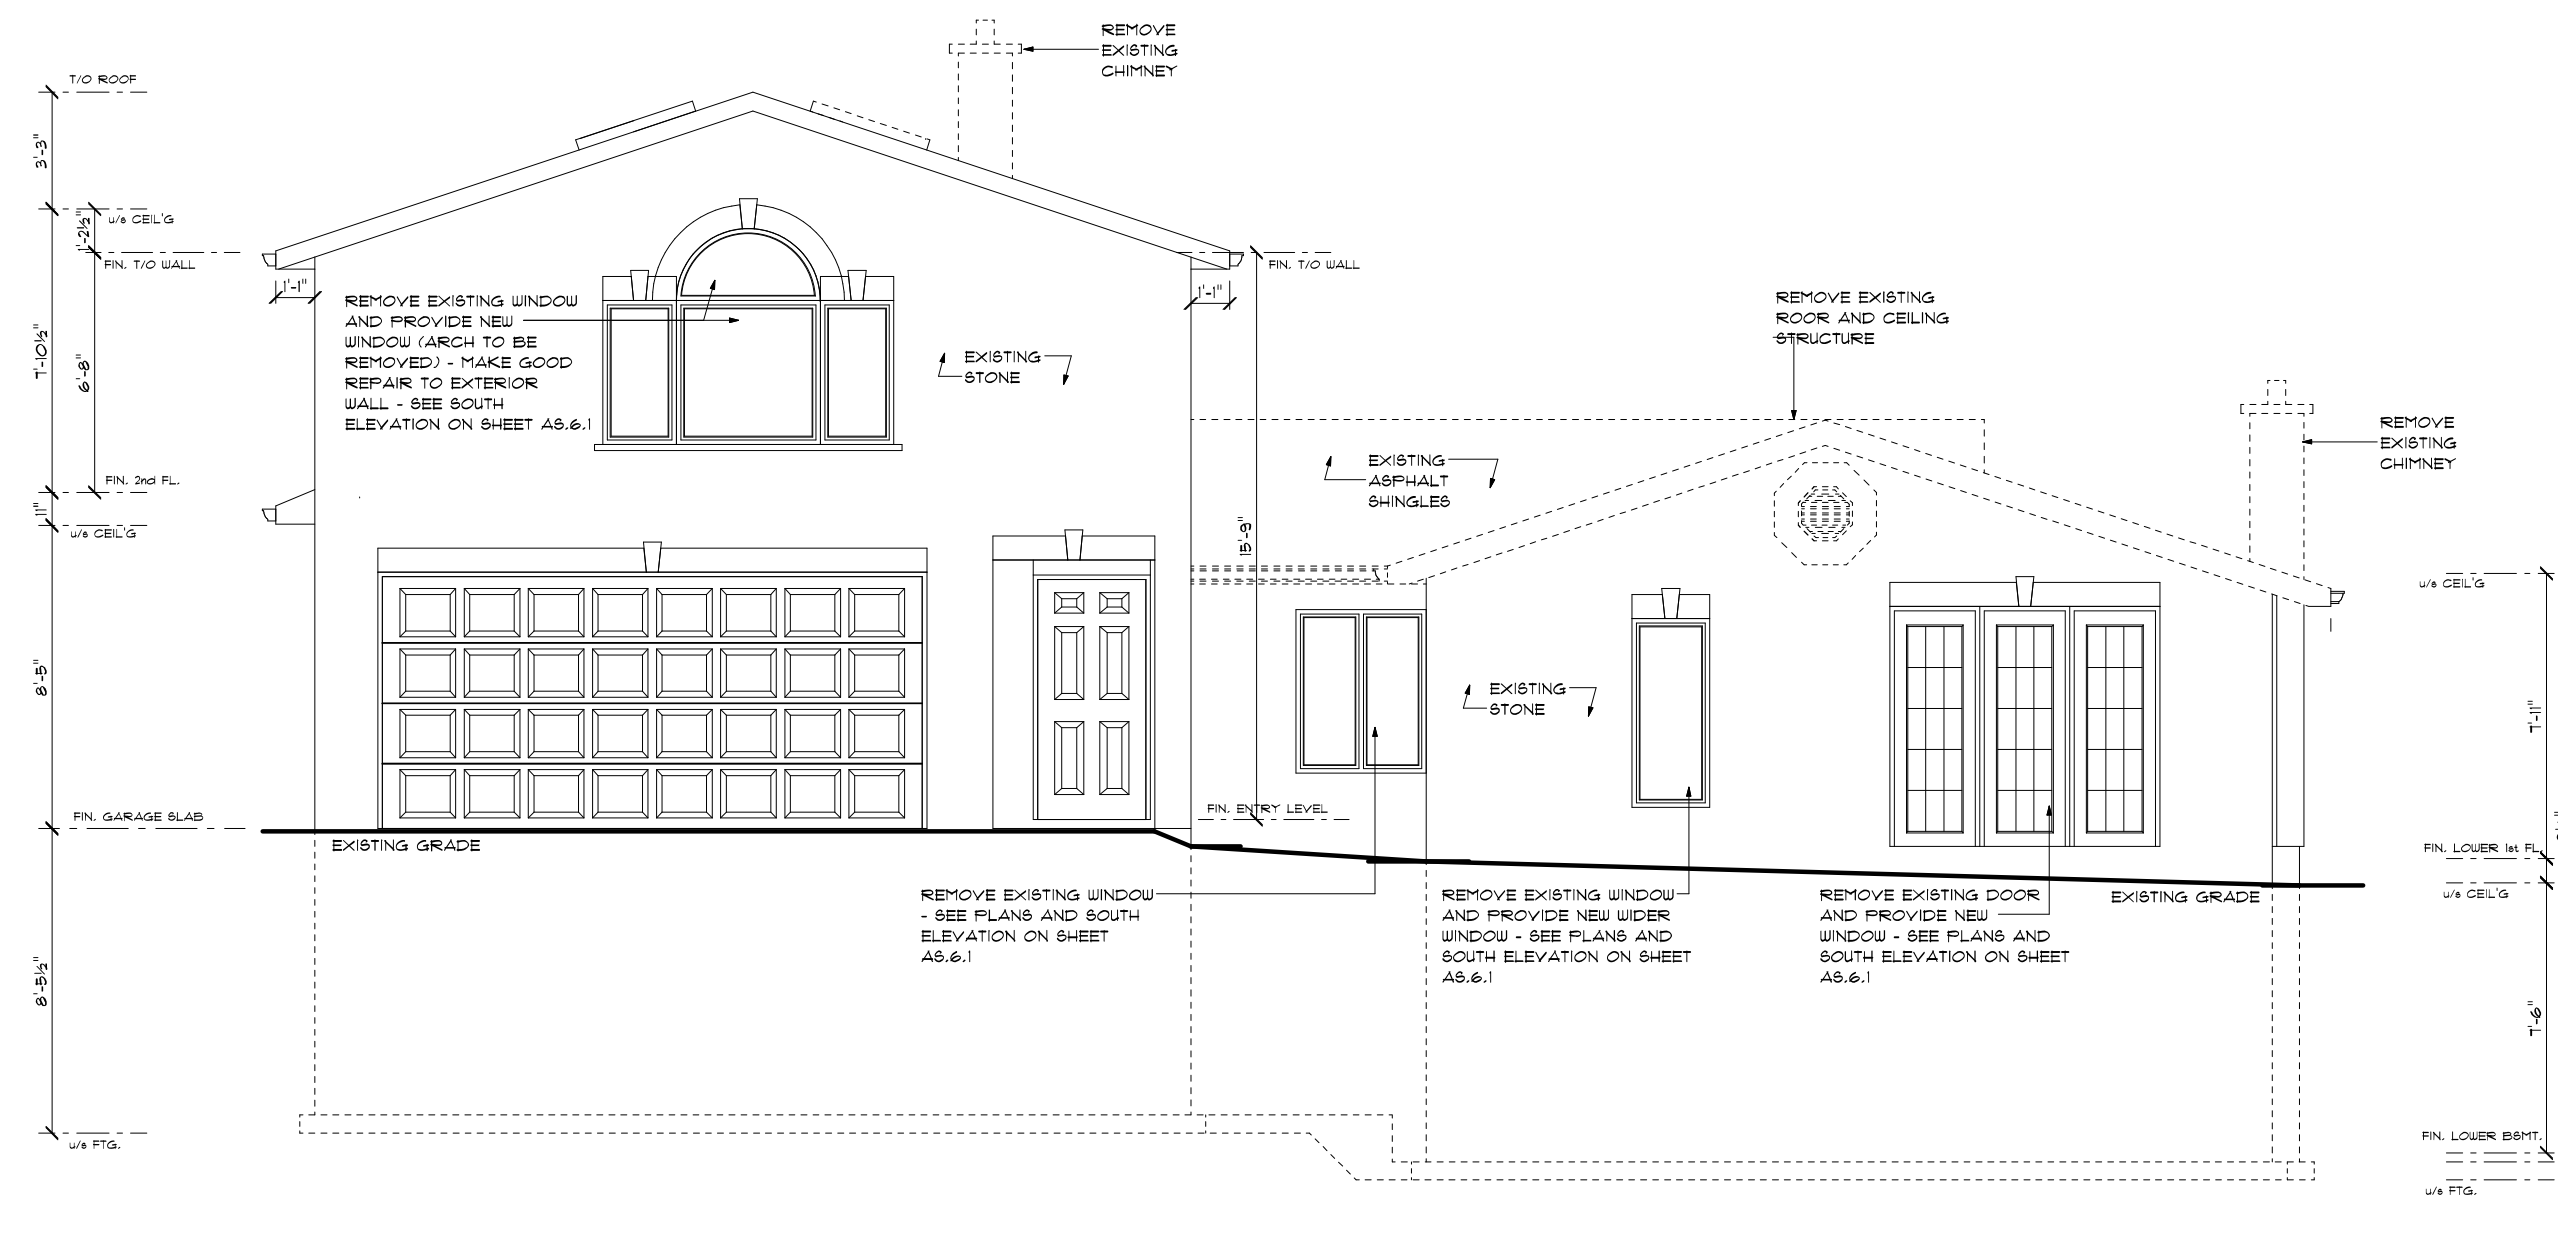 REMOVE
EXISTING
CHIMNEY
T/O ROOF
3'-3"
u/s CEIL'G
1'-2½"
FIN. T/O WALL
FIN. T/O WALL
1'-1"
1'-1"
REMOVE EXISTING WINDOW
AND PROVIDE NEW
WINDOW (ARCH TO BE
REMOVED) - MAKE GOOD
REPAIR TO EXTERIOR
WALL - SEE SOUTH
ELEVATION ON SHEET AS.6.1
7'-10½"
6'-8"
EXISTING
STONE
REMOVE EXISTING
ROOR AND CEILING
STRUCTURE
REMOVE
EXISTING
CHIMNEY
EXISTING
ASPHALT
SHINGLES
FIN. 2nd FL.
11"
u/s CEIL'G
15'-9"
u/s CEIL'G
8'-5"
EXISTING
STONE
7'-11"
FIN. GARAGE SLAB
FIN. ENTRY LEVEL
EXISTING GRADE
FIN. LOWER 1st FL.
u/s CEIL'G
REMOVE EXISTING WINDOW
- SEE PLANS AND SOUTH
ELEVATION ON SHEET
AS.6.1
REMOVE EXISTING WINDOW
AND PROVIDE NEW WIDER
WINDOW - SEE PLANS AND
SOUTH ELEVATION ON SHEET
AS.6.1
REMOVE EXISTING DOOR
AND PROVIDE NEW
WINDOW - SEE PLANS AND
SOUTH ELEVATION ON SHEET
AS.6.1
EXISTING GRADE
8'-5½"
7'-6"
FIN. LOWER BSMT.
u/s FTG.
u/s FTG.